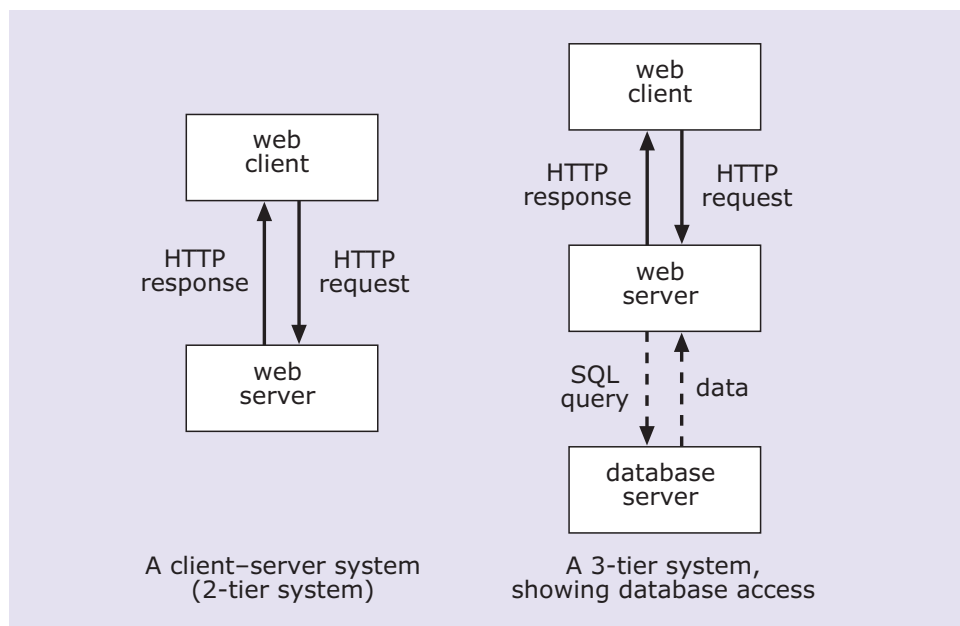 web
client
HTTP
response
HTTP
request
web
server
A client–server system
(2-tier system)
web
client
HTTP
response
HTTP
request
web
server
SQL
query
data
database
server
A 3-tier system,
showing database access